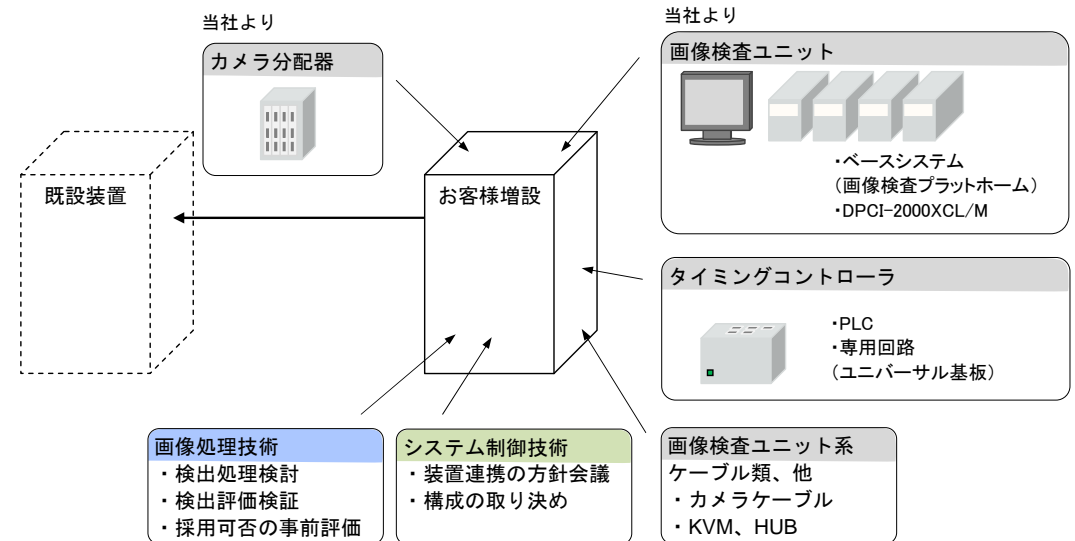 当社より
カメラ分配器
当社より
画像検査ユニット
・ベースシステム
(画像検査プラットホーム)
・DPCI-2000XCL/M
既設装置
お客様増設
タイミングコントローラ
・PLC
・専用回路
(ユニバーサル基板)
画像処理技術
・検出処理検討
・検出評価検証
・採用可否の事前評価
システム制御技術
・装置連携の方針会議
・構成の取り決め
画像検査ユニット系
ケーブル類、他
・カメラケーブル
・KVM、HUB